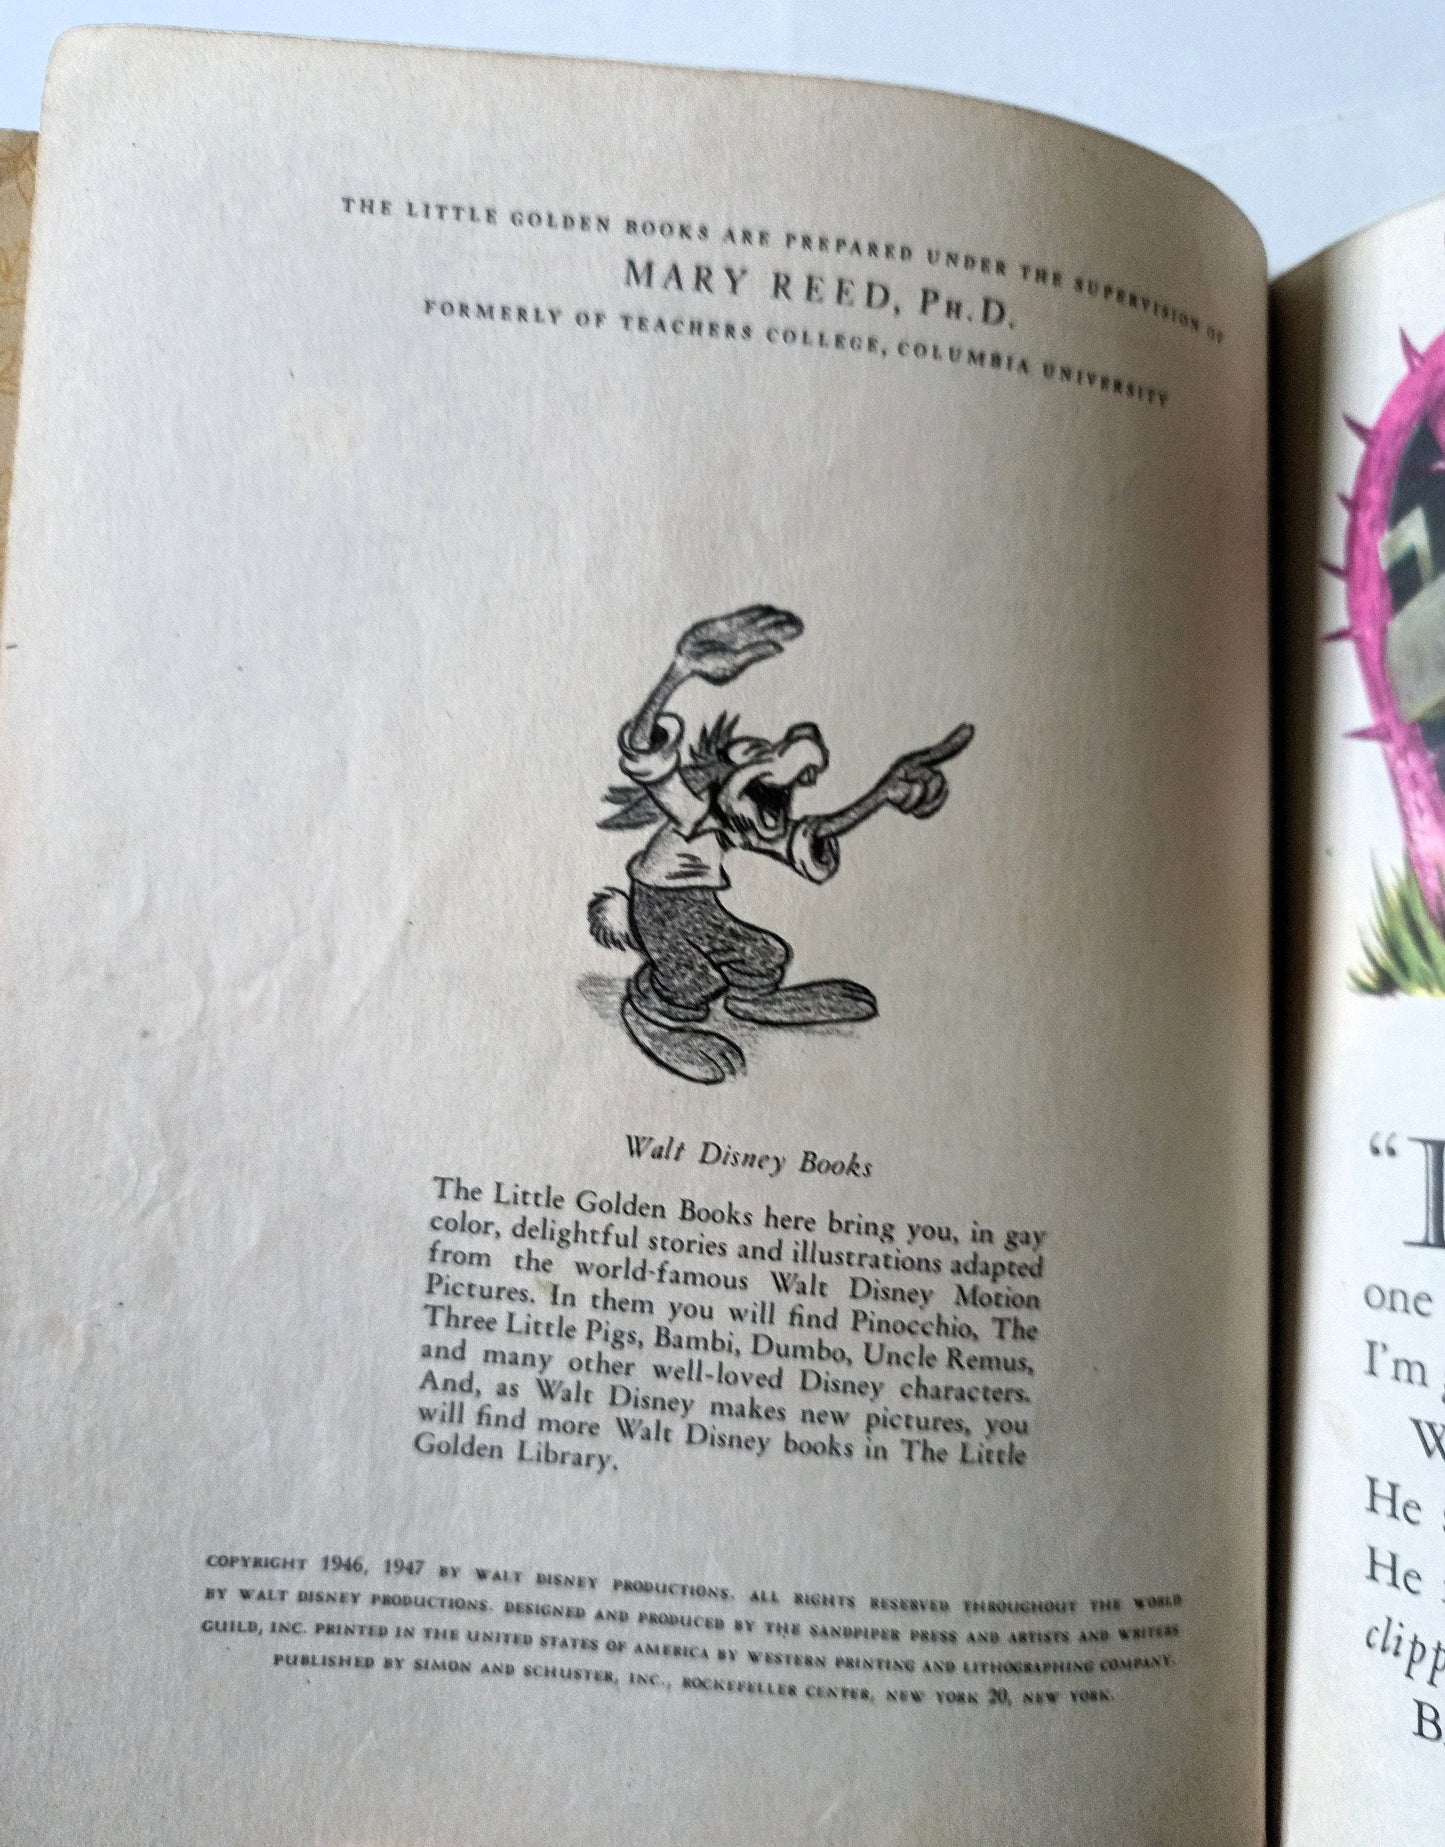 THE LITTLE GOLDEN BOOKS ARE PREPARED UNDER THE SUPERVISION OF
MARY REED, PH.D.
FORMERLY OF TEACHERS COLLEGE, COLUMBIA UNIVERSITY
Walt Disney Books
The Little Golden Books here bring you, in gay
color, delightful stories and illustrations adapted
from the world-famous Walt Disney Motion
Pictures. In them you will find Pinocchio, The
Three Little Pigs, Bambi, Dumbo, Uncle Remus,
and many other well-loved Disney characters.
And, as Walt Disney makes new pictures, you
will find more Walt Disney books in The Little
Golden Library.
COPYRIGHT 1946, 1947 BY WALT DISNEY PRODUCTIONS. ALL RIGHTS RESERVED THROUGHOUT THE WORLD
BY WALT DISNEY PRODUCTIONS. DESIGNED AND PRODUCED BY THE SANDPIPER PRESS AND ARTISTS AND WRITERS
GUILD, INC. PRINTED IN THE UNITED STATES OF AMERICA BY WESTERN PRINTING AND LITHOGRAPHING COMPANY.
PUBLISHED BY SIMON AND SCHUSTER, INC., ROCKEFELLER CENTER, NEW YORK 20, NEW YORK.
one
I'm
He
He